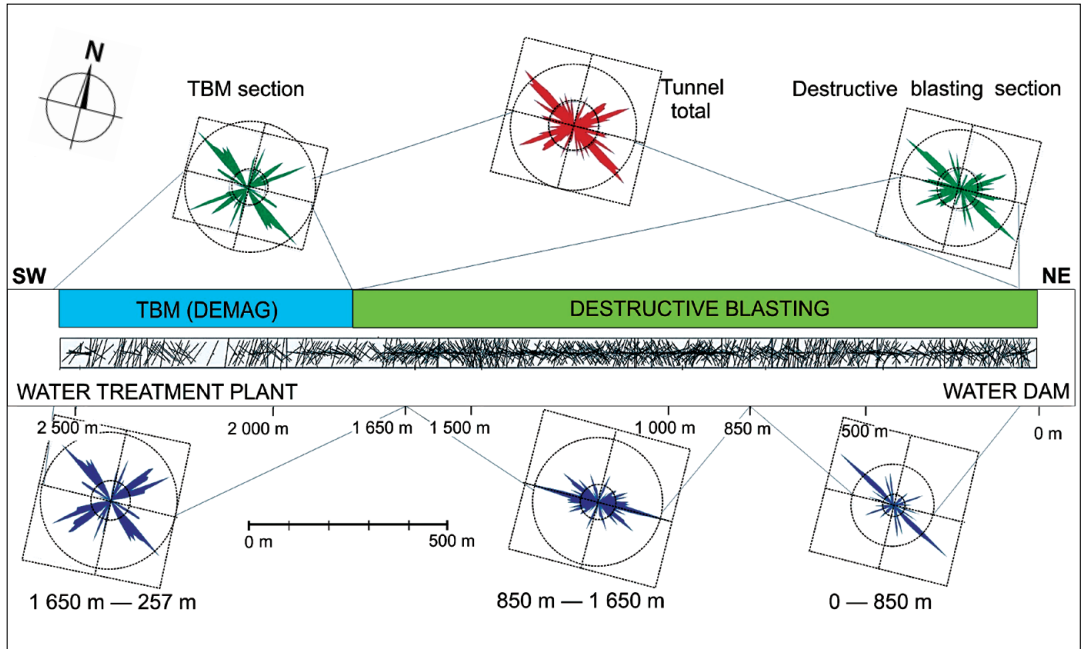 N
TBM section
Tunnel
total
Destructive blasting section
SW
NE
TBM (DEMAG)
DESTRUCTIVE BLASTING
WATER TREATMENT PLANT
WATER DAM
2 500 m
2 000 m
1 650 m
1 500 m
1 000 m
850 m
500 m
0 m
0 m
500 m
1 650 m — 257 m
850 m — 1 650 m
0 — 850 m